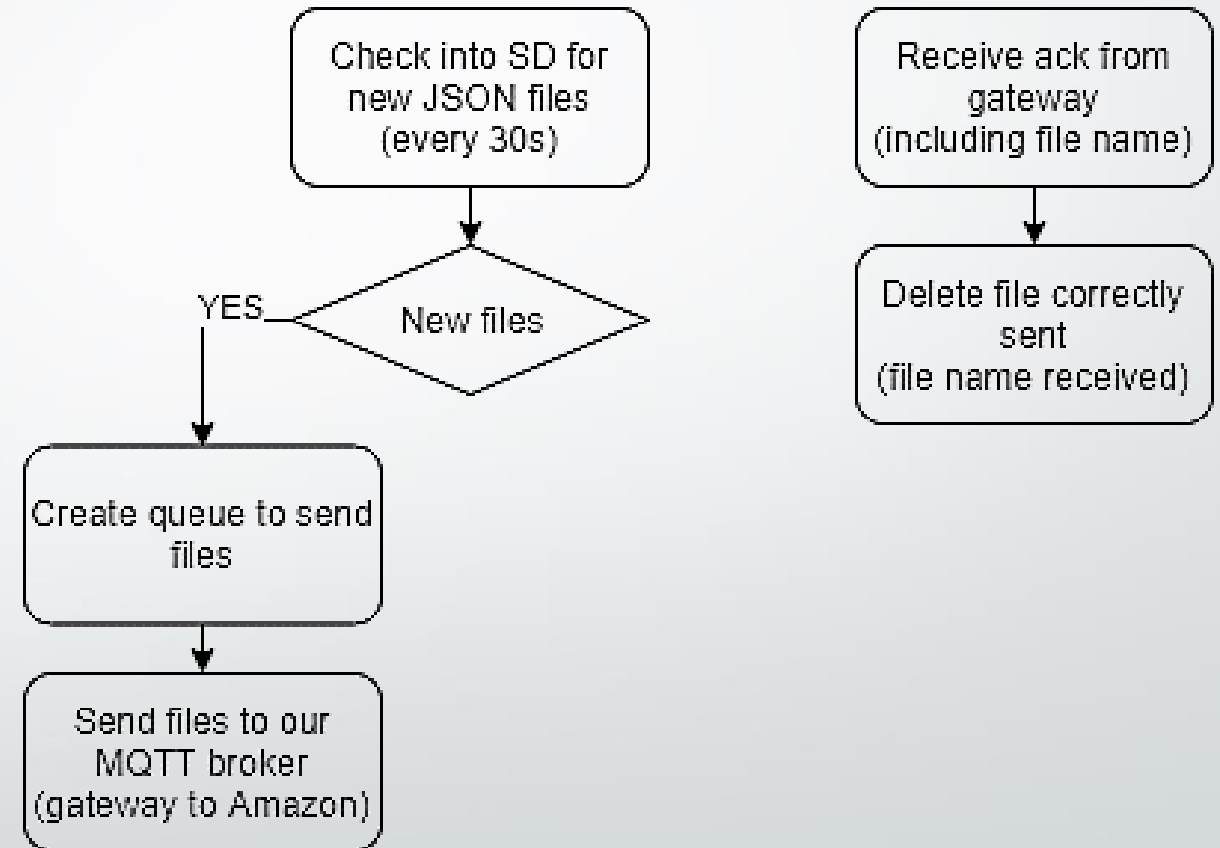 Check into SD for
new JSON files
(every 30s)
Receive ack from
gateway
(including file name)
YES
New files
Delete file correctly
sent
(file name received)
Create queue to send
files
Send files to our
MQTT broker
(gateway to Amazon)